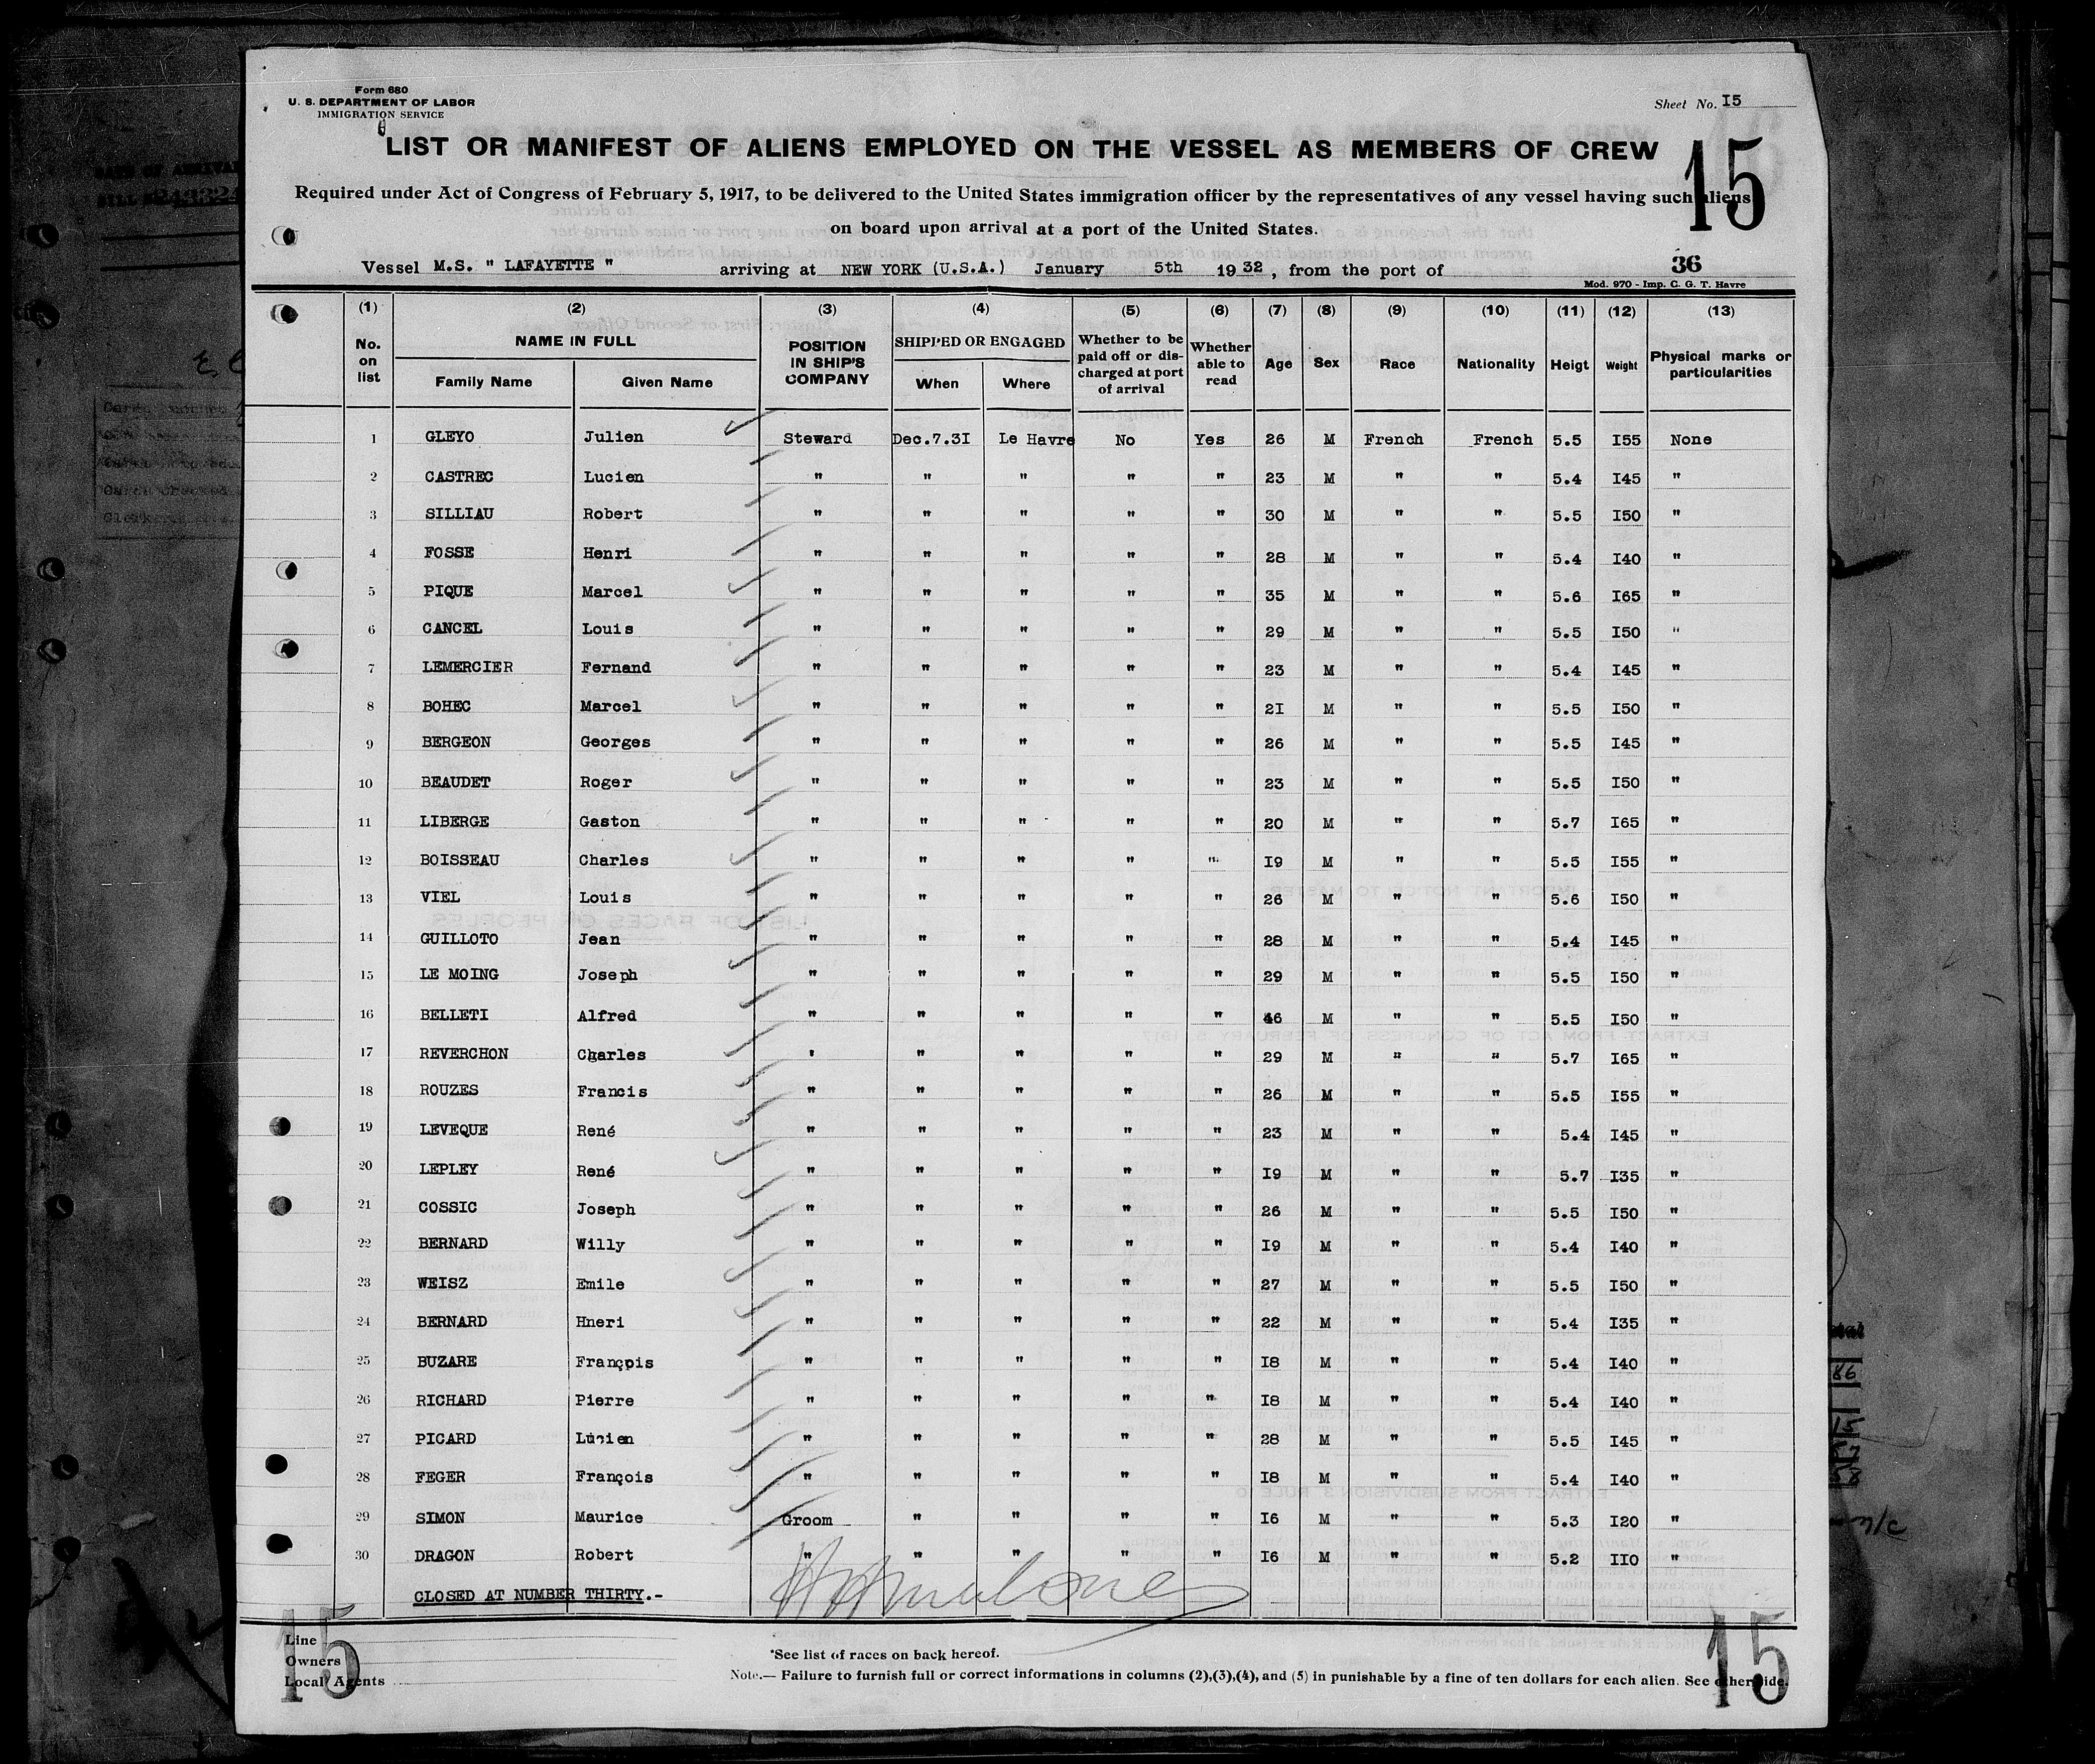 Form 680
U. S. DEPARTMENT OF LABOR
IMMIGRATION SERVICE
Sheet No. I5
LIST OR MANIFEST OF ALIENS EMPLOYED ON THE VESSEL AS MEMBERS OF CREW
15
Required under Act of Congress of February 5, 1917, to be delivered to the United States immigration officer by the representatives of any vessel having such aliens
on board upon arrival at a port of the United States.
Vessel M.S. " LAFAYETTE " arriving at NEW YORK (U.S.A.) January 5th 1932, from the port of
36
Mod. 970 - Imp. C. G. T. Havre
(1) (2) (3) (4) (5) (6) (7) (8) (9) (10) (11) (12) (13)
No. on list NAME IN FULL Family Name Given Name POSITION IN SHIP'S COMPANY SHIPPED OR ENGAGED When Where Whether to be paid off or discharged at port of arrival Whether able to read Age Sex Race Nationality Heigt Weight Physical marks or particularities
1 GLEYO Julien Steward Dec.7.3I Le Havre No Yes 26 M French French 5.5 I55 None
2 CASTREC Lucien " " " " " 23 M " " 5.4 I45 "
3 SILLIAU Robert " " " " " 30 M " " 5.5 I50 "
4 FOSSE Henri " " " " " 28 M " " 5.4 I40 "
5 PIQUE Marcel " " " " " 35 M " " 5.6 I65 "
6 CANCEL Louis " " " " " 29 M " " 5.5 I50 "
7 LEMERCIER Fernand " " " " " 23 M " " 5.4 I45 "
8 BOHEC Marcel " " " " " 2I M " " 5.5 I50 "
9 BERGEON Georges " " " " " 26 M " " 5.5 I45 "
10 BEAUDET Roger " " " " " 23 M " " 5.5 I50 "
11 LIBERGE Gaston " " " " " 20 M " " 5.7 I65 "
12 BOISSEAU Charles " " " " " I9 M " " 5.5 I55 "
13 VIEL Louis " " " " " 26 M " " 5.6 I50 "
14 GUILLOTO Jean " " " " " 28 M " " 5.4 I45 "
15 LE MOING Joseph " " " " " 29 M " " 5.5 I50 "
16 BELLETI Alfred " " " " " 46 M " " 5.5 I50 "
17 REVERCHON Charles ' " " " " 29 M " " 5.7 I65 "
18 ROUZES Francis " " " " " 26 M " " 5.5 I55 "
19 LEVEQUE René " " " " " 23 M " " 5.4 I45 "
20 LEPLEY René " " " " " I9 M " " 5.7 I35 "
21 COSSIC Joseph " " " " " 26 M " " 5.5 I50 "
22 BERNARD Willy " " " " " I9 M " " 5.4 I40 "
23 WEISZ Emile " " " " " 27 M " " 5.5 I50 "
24 BERNARD Hneri " " " " " 22 M " " 5.4 I35 "
25 BUZARE François " " " " " I8 M " " 5.4 I40 "
26 RICHARD Pierre " " " " " I8 M " " 5.4 I40 "
27 PICARD Lucien " " " " " 28 M " " 5.5 I45 "
28 FEGER François " " " " " I8 M " " 5.4 I40 "
29 SIMON Maurice Groom " " " " I6 M " " 5.3 I20 "
30 DRAGON Robert " " " " " I6 M " " 5.2 II0 "
CLOSED AT NUMBER THIRTY.-
Line
Owners
Local Agents
15
*See list of races on back hereof.
Note.— Failure to furnish full or correct informations in columns (2),(3),(4), and (5) in punishable by a fine of ten dollars for each alien. See other side.
15